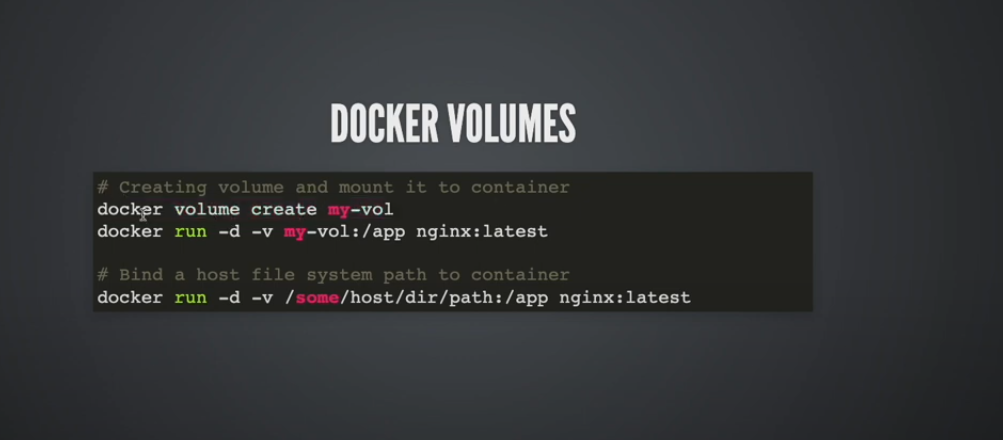 DOCKER VOLUMES
# Creating volume and mount it to container
docker volume create my-vol
docker run -d -v my-vol:/app nginx:latest
# Bind a host file system path to container
docker run -d -v /some/host/dir/path:/app nginx:latest